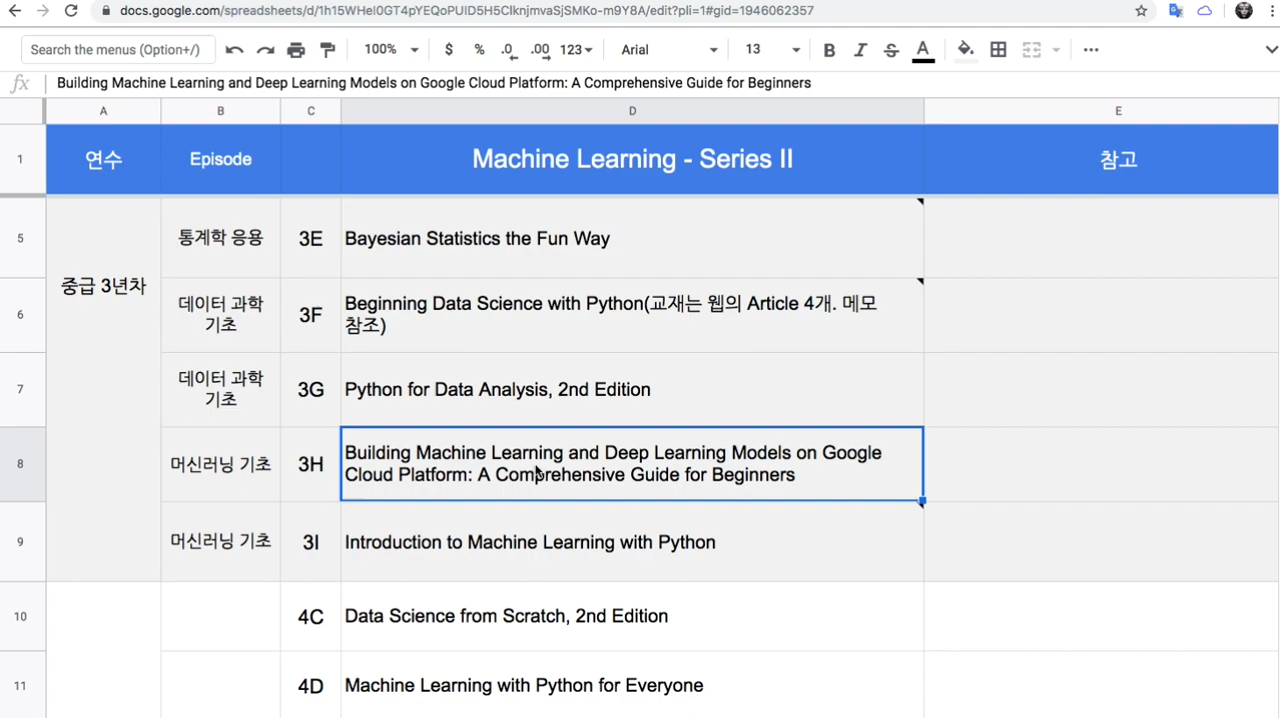 docs.google.com/spreadsheets/d/1h15WHeI0GT4pYEQoPUID5H5CIknjmvaSjSMKo-m9Y8A/edit?pli=1#gid=1946062357
Search the menus (Option+/) 100% $ % .0 .00 123 Arial 13 B I S A
fx Building Machine Learning and Deep Learning Models on Google Cloud Platform: A Comprehensive Guide for Beginners
A B C D E
1 연수 Episode Machine Learning - Series II 참고
중급 3년차
5 통계학 응용 3E Bayesian Statistics the Fun Way
6 데이터 과학
기초 3F Beginning Data Science with Python(교재는 웹의 Article 4개. 메모
참조)
7 데이터 과학
기초 3G Python for Data Analysis, 2nd Edition
8 머신러닝 기초 3H Building Machine Learning and Deep Learning Models on Google
Cloud Platform: A Comprehensive Guide for Beginners
9 머신러닝 기초 3I Introduction to Machine Learning with Python
10 4C Data Science from Scratch, 2nd Edition
11 4D Machine Learning with Python for Everyone